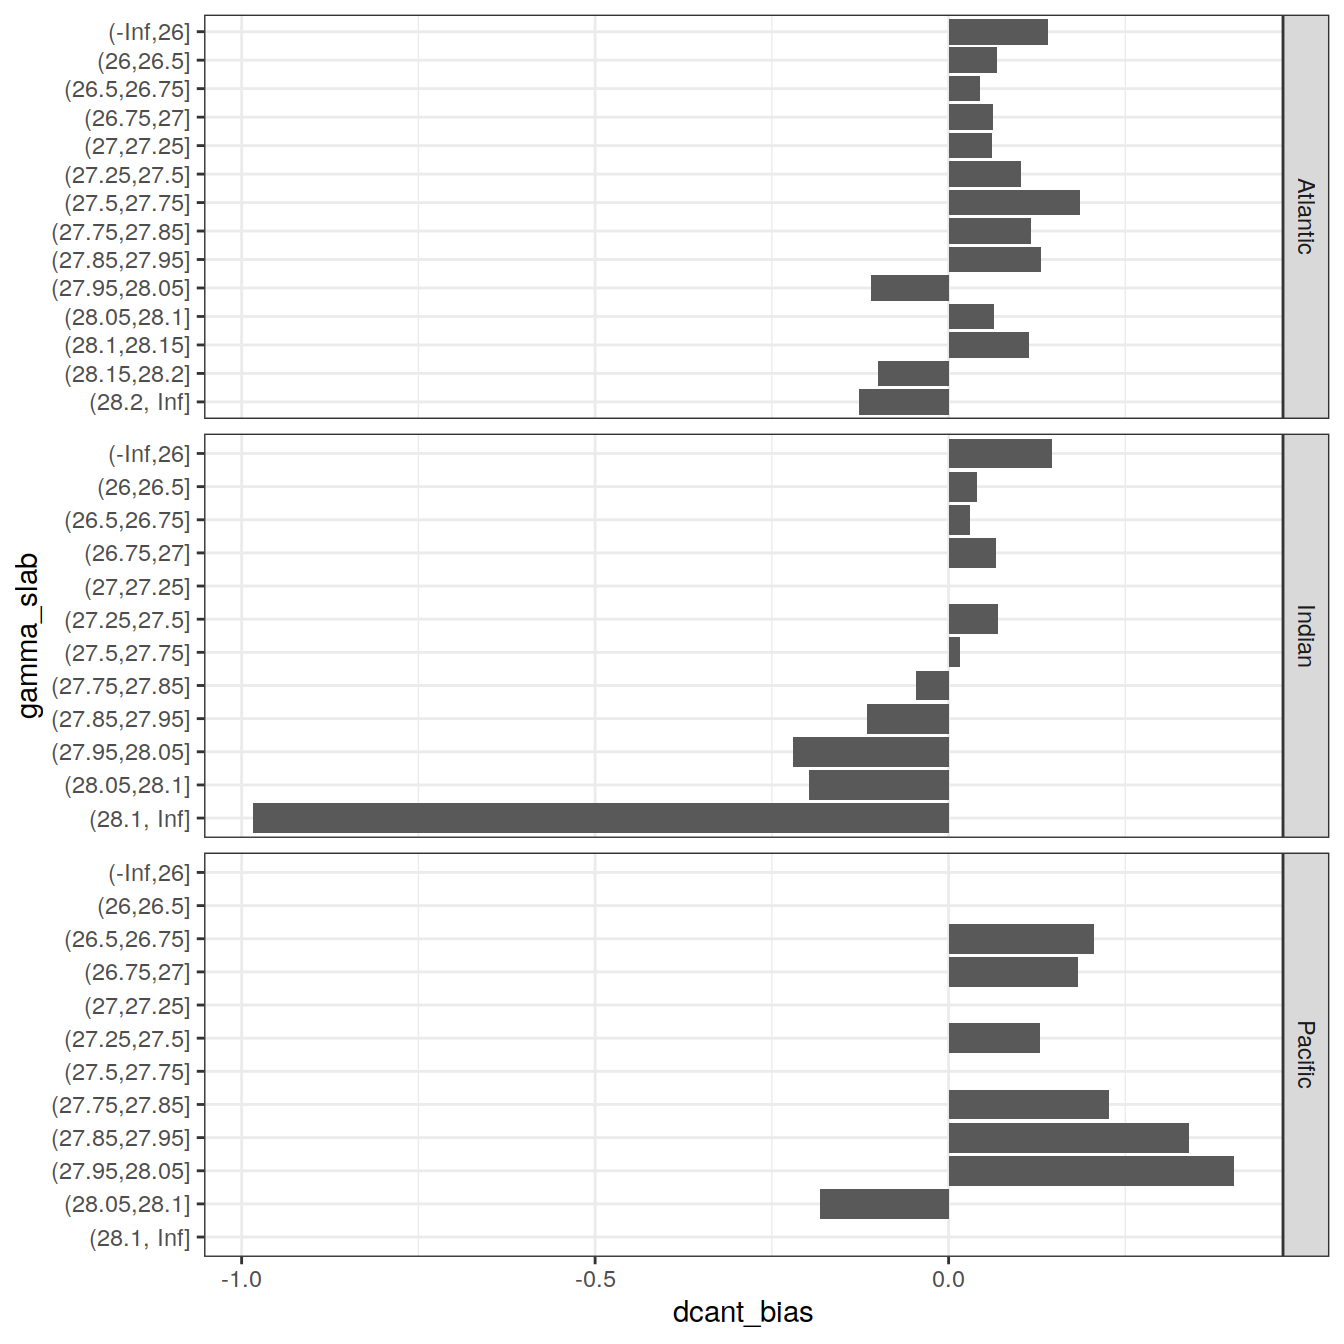 (-Inf,26]
(26,26.5]
(26.5,26.75]
(26.75,27]
(27,27.25]
(27.25,27.5]
(27.5,27.75]
(27.75,27.85]
(27.85,27.95]
(27.95,28.05]
(28.05,28.1]
(28.1,28.15]
(28.15,28.2]
(28.2, Inf]
Atlantic
gamma_slab
(-Inf,26]
(26,26.5]
(26.5,26.75]
(26.75,27]
(27,27.25]
(27.25,27.5]
(27.5,27.75]
(27.75,27.85]
(27.85,27.95]
(27.95,28.05]
(28.05,28.1]
(28.1, Inf]
Indian
(-Inf,26]
(26,26.5]
(26.5,26.75]
(26.75,27]
(27,27.25]
(27.25,27.5]
(27.5,27.75]
(27.75,27.85]
(27.85,27.95]
(27.95,28.05]
(28.05,28.1]
(28.1, Inf]
Pacific
-1.0 -0.5 0.0
dcant_bias